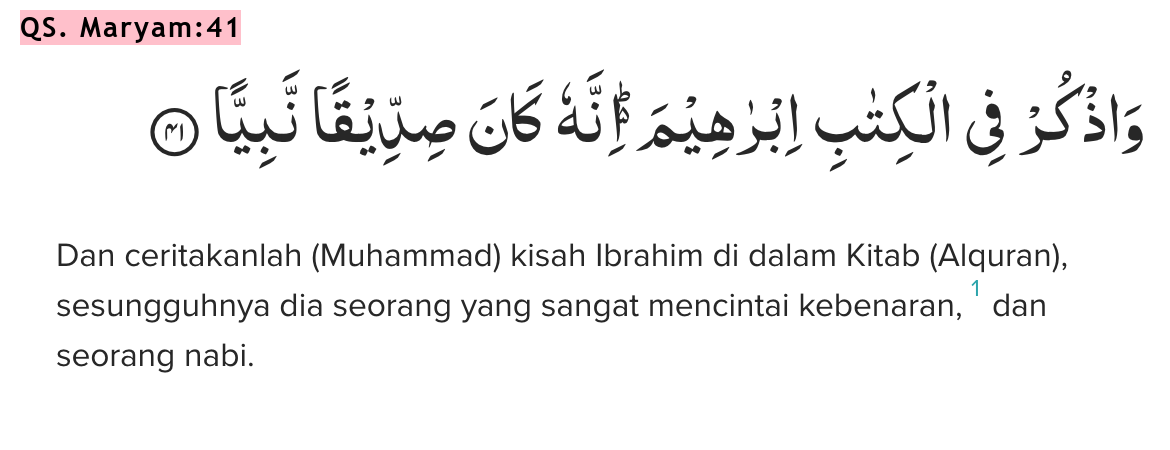 QS. Maryam:41
وَاذْكُرْ فِى الْكِتٰبِ اِبْرٰهِيْمَ ەۗ اِنَّهٗ كَانَ صِدِّيْقًا نَّبِيًّا ۝٤١
Dan ceritakanlah (Muhammad) kisah Ibrahim di dalam Kitab (Alquran),
sesungguhnya dia seorang yang sangat mencintai kebenaran, 1 dan
seorang nabi.